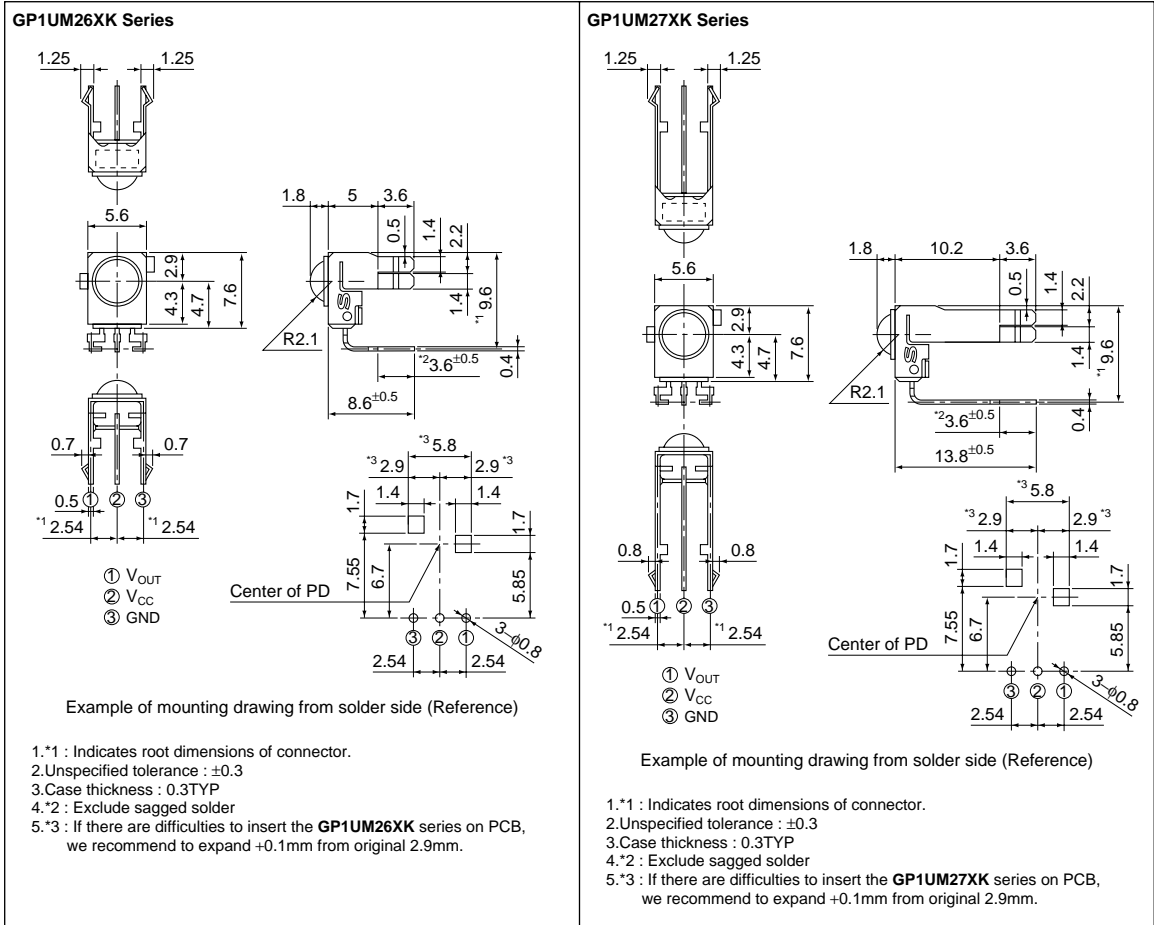 GP1UM26XK Series
1.25 1.25
5.6
2.9
4.3
4.7
7.6
1.8 5 3.6
0.5
1.4
2.2
1.4
*1 9.6
R2.1
*2 3.6±0.5
0.4
8.6±0.5
0.7 0.7
0.5 ① ② ③
*1 2.54 *1 2.54
① VOUT
② VCC
③ GND
*3 5.8
*3 2.9 2.9 *3
1.4 1.4
1.7
1.7
7.55
6.7
5.85
Center of PD
③ ② ①
3–φ0.8
2.54 2.54
Example of mounting drawing from solder side (Reference)
1.*1 : Indicates root dimensions of connector.
2.Unspecified tolerance : ±0.3
3.Case thickness : 0.3TYP
4.*2 : Exclude sagged solder
5.*3 : If there are difficulties to insert the GP1UM26XK series on PCB,
we recommend to expand +0.1mm from original 2.9mm.
GP1UM27XK Series
1.25 1.25
5.6
2.9
4.3
4.7
7.6
1.8 10.2 3.6
0.5
1.4
2.2
1.4
*1 9.6
R2.1
*2 3.6±0.5
0.4
13.8±0.5
0.8 0.8
0.5 ① ② ③
*1 2.54 *1 2.54
① VOUT
② VCC
③ GND
*3 5.8
*3 2.9 2.9 *3
1.4 1.4
1.7
1.7
7.55
6.7
5.85
Center of PD
③ ② ①
3–φ0.8
2.54 2.54
Example of mounting drawing from solder side (Reference)
1.*1 : Indicates root dimensions of connector.
2.Unspecified tolerance : ±0.3
3.Case thickness : 0.3TYP
4.*2 : Exclude sagged solder
5.*3 : If there are difficulties to insert the GP1UM27XK series on PCB,
we recommend to expand +0.1mm from original 2.9mm.